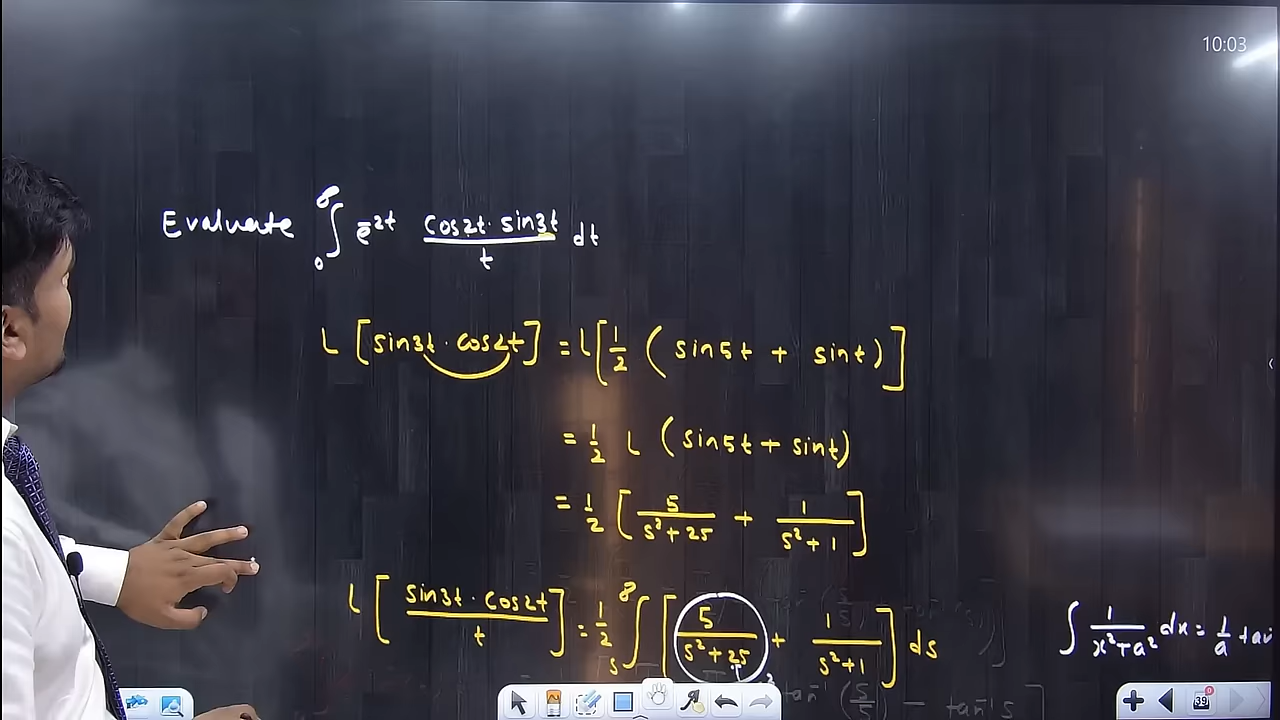 10:03
Evaluate ∫₀^∞ e^-2t (cos2t · sin3t)/t dt
L [sin3t · cos2t] = L[1/2 (sin5t + sint)]
= 1/2 L (sin5t + sint)
= 1/2 [5/(s²+25) + 1/(s²+1)]
L [(sin3t · cos2t)/t] = 1/2 ∫ₛ^∞ [5/(s²+25) + 1/(s²+1)] ds
∫ 1/(x²+a²) dx = 1/a tan
39